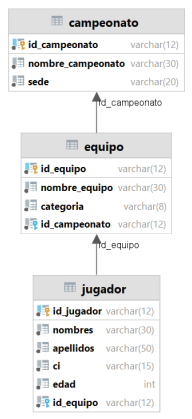 campeonato
id_campeonato varchar(12)
nombre_campeonato varchar(30)
sede varchar(20)
id_campeonato
equipo
id_equipo varchar(12)
nombre_equipo varchar(30)
categoria varchar(8)
id_campeonato varchar(12)
id_equipo
jugador
id_jugador varchar(12)
nombres varchar(30)
apellidos varchar(50)
ci varchar(15)
edad int
id_equipo varchar(12)